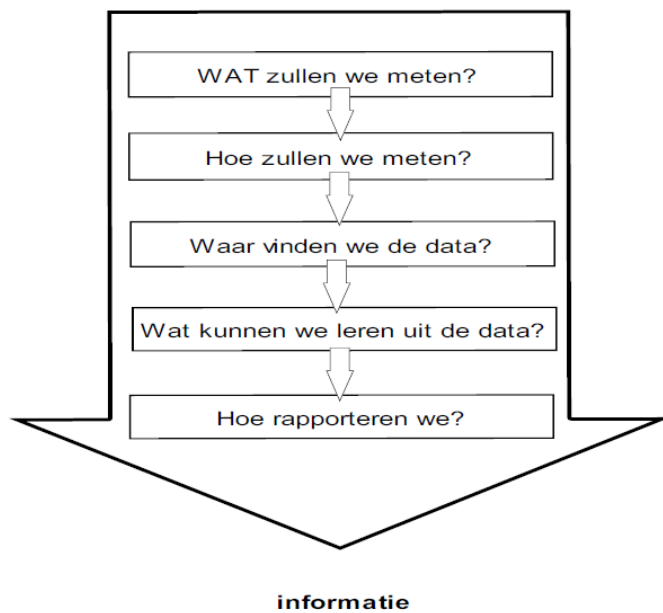 WAT zullen we meten?
Hoe zullen we meten?
Waar vinden we de data?
Wat kunnen we leren uit de data?
Hoe rapporteren we?
informatie